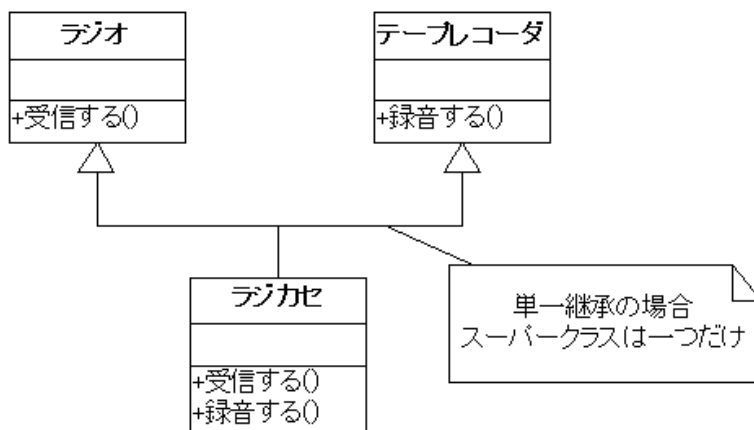 ラジオ
+受信する()
テープレコーダ
+録音する()
ラジカセ
+受信する()
+録音する()
単一継承の場合
スーパークラスは一つだけ